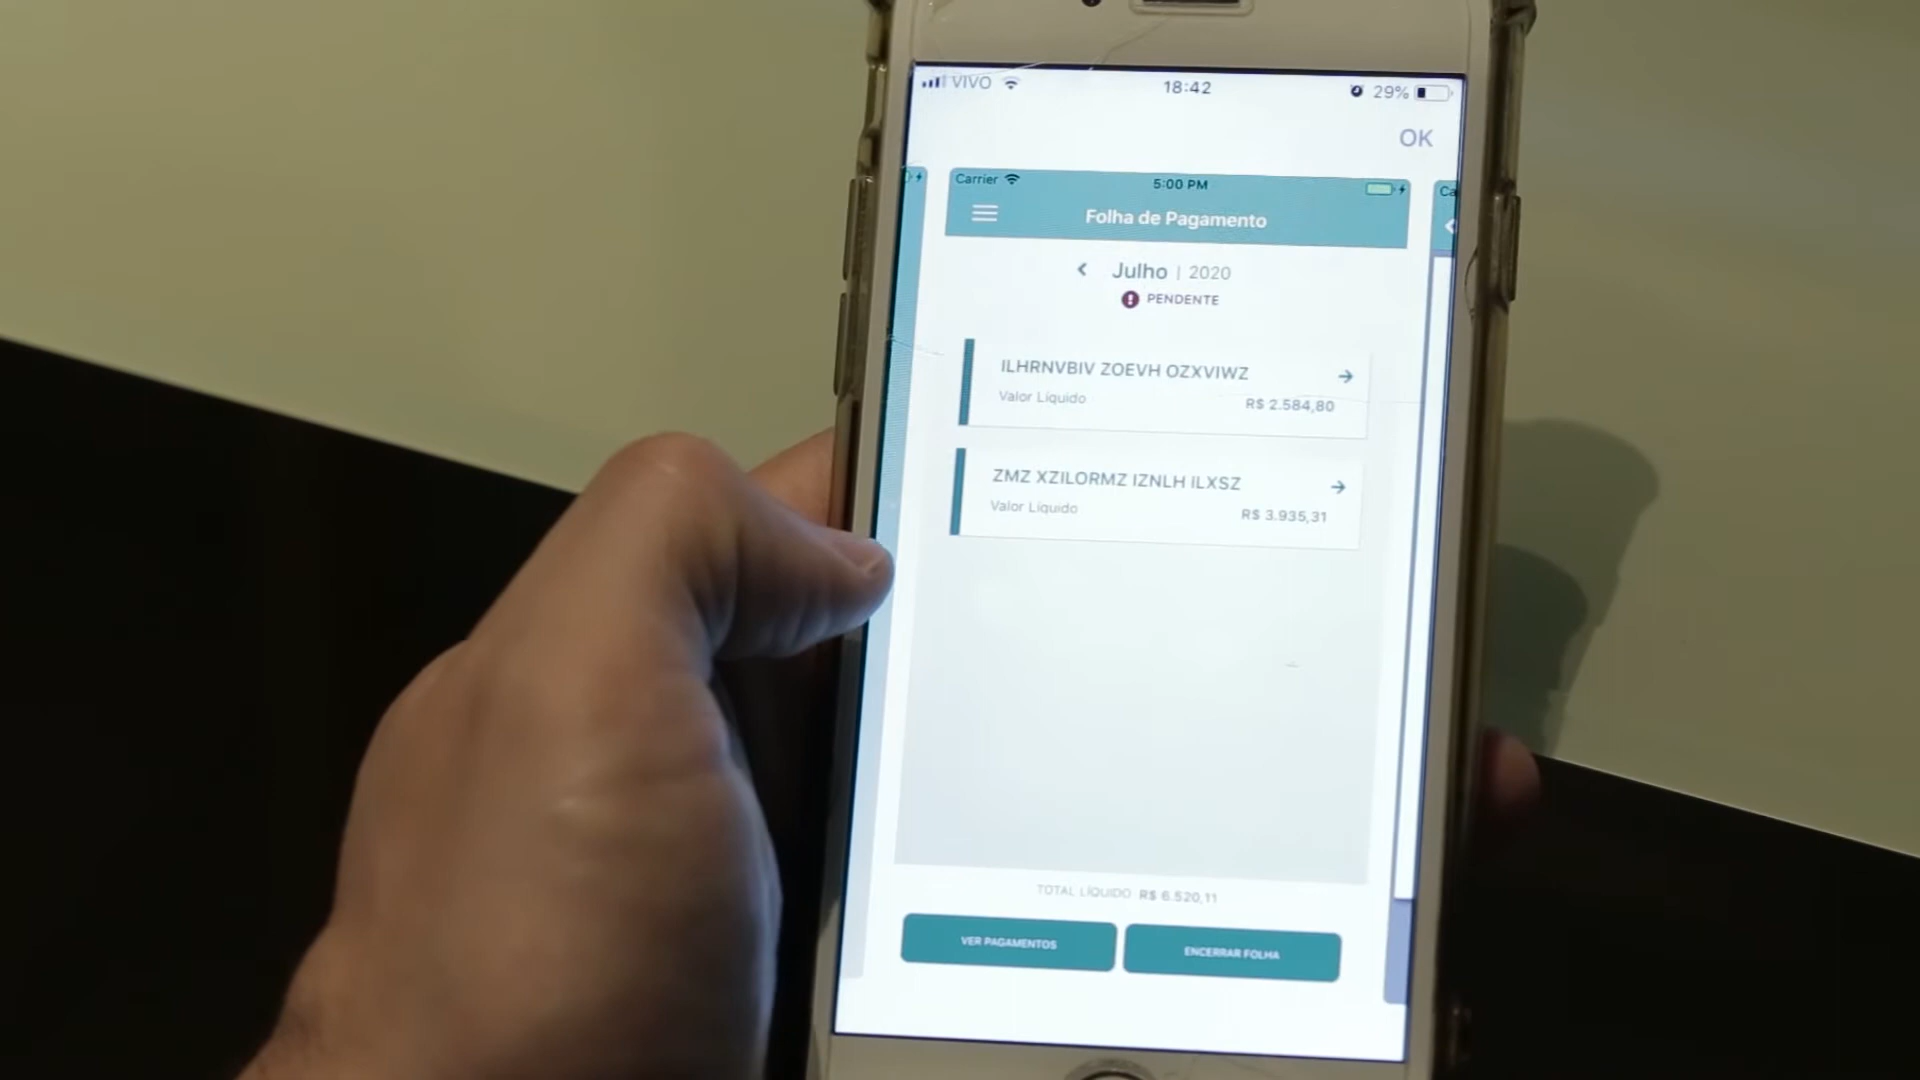 VIVO 18:42 29%
OK
Carrier 5:00 PM Ca
Folha de Pagamento
Julho | 2020
PENDENTE
ILHRNVBIV ZOEVH OZXVIWZ
Valor Líquido R$ 2.584,80
ZMZ XZILORMZ IZNLH ILXSZ
Valor Líquido R$ 3.935,31
TOTAL LÍQUIDO R$ 6.520,11
VER PAGAMENTOS ENCERRAR FOLHA